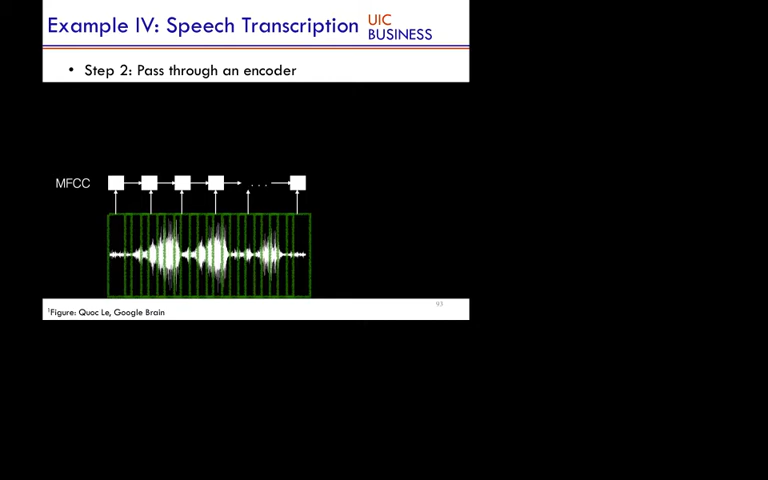 Example IV: Speech Transcription
UIC
BUSINESS
• Step 2: Pass through an encoder
MFCC
. . .
93
¹Figure: Quoc Le, Google Brain